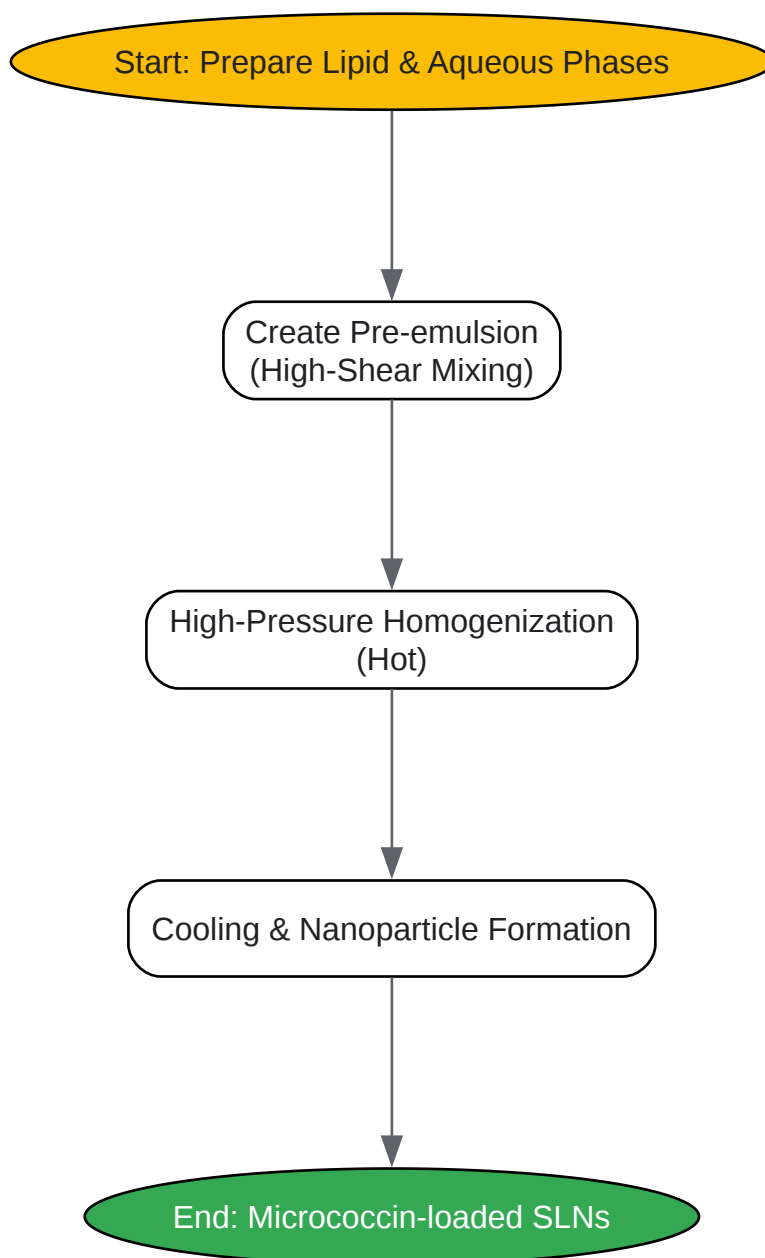 Start: Prepare Lipid & Aqueous Phases
Create Pre-emulsion
(High-Shear Mixing)
High-Pressure Homogenization
(Hot)
Cooling & Nanoparticle Formation
End: Micrococcin-loaded SLNs